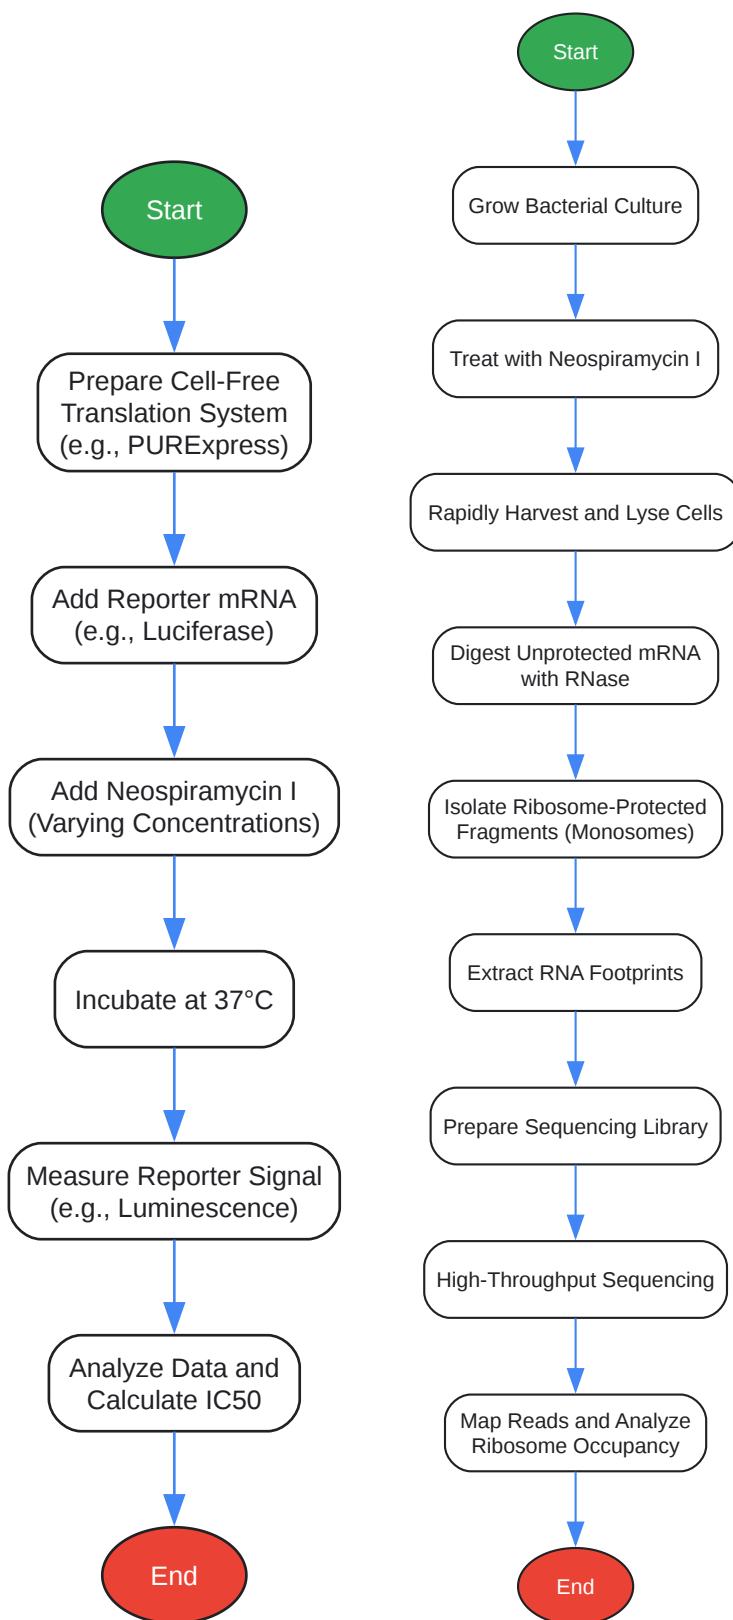 Start
Prepare Cell-Free
Translation System
(e.g., PURExpress)
Add Reporter mRNA
(e.g., Luciferase)
Add Neospiramycin I
(Varying Concentrations)
Incubate at 37°C
Measure Reporter Signal
(e.g., Luminescence)
Analyze Data and
Calculate IC50
End
Start
Grow Bacterial Culture
Treat with Neospiramycin I
Rapidly Harvest and Lyse Cells
Digest Unprotected mRNA
with RNase
Isolate Ribosome-Protected
Fragments (Monosomes)
Extract RNA Footprints
Prepare Sequencing Library
High-Throughput Sequencing
Map Reads and Analyze
Ribosome Occupancy
End